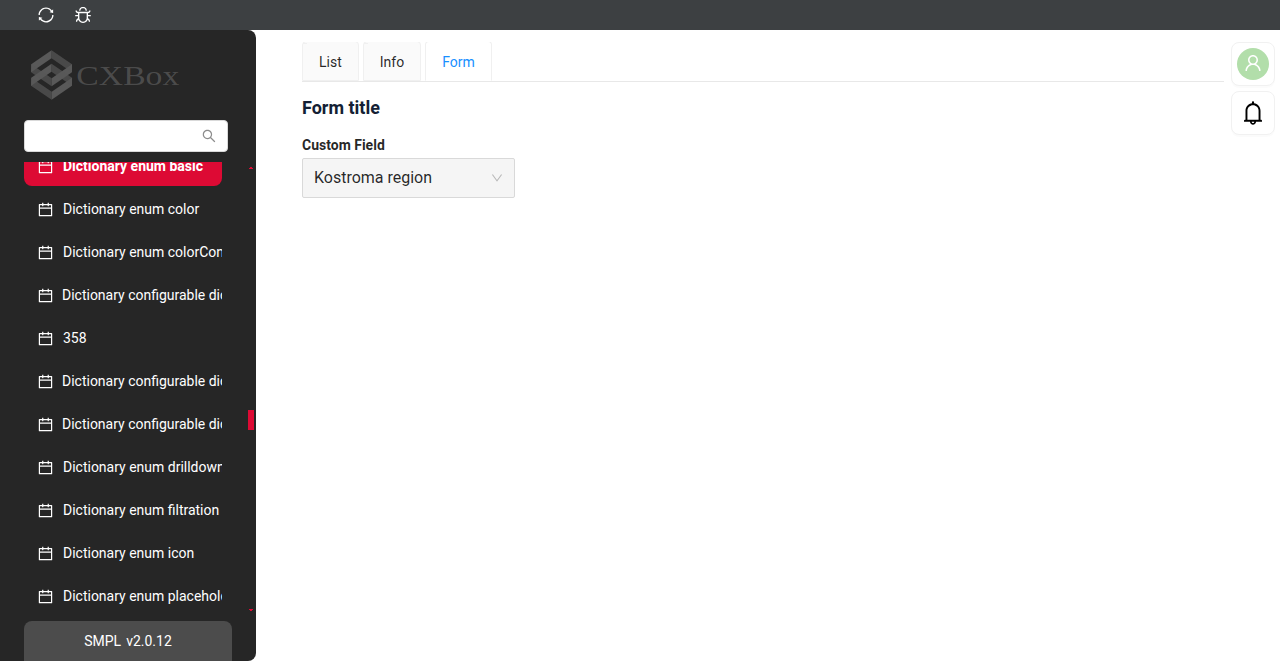 CXBox
List
Info
Form
Form title
Custom Field
Kostroma region
Dictionary enum basic
Dictionary enum color
Dictionary enum colorCon
Dictionary configurable di
358
Dictionary configurable di
Dictionary configurable di
Dictionary enum drilldown
Dictionary enum filtration
Dictionary enum icon
Dictionary enum placehol
SMPL v2.0.12